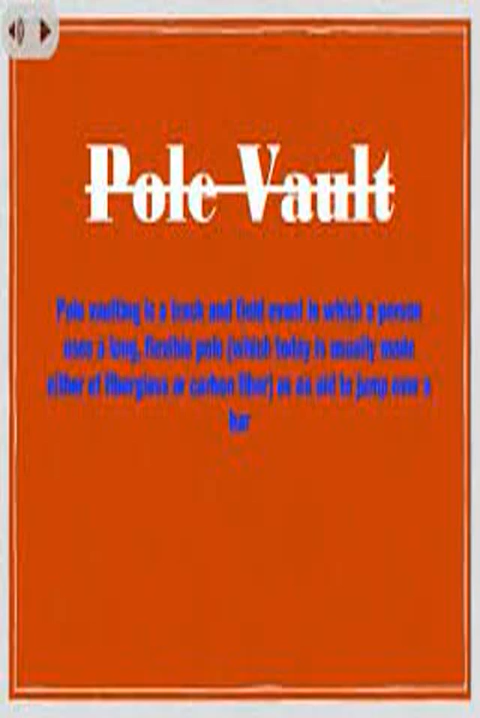 Pole Vault
Pole vaulting is a track and field event in which a person
uses a long, flexible pole (which today is usually made
either of fiberglass or carbon fiber) as an aid to jump over a
bar